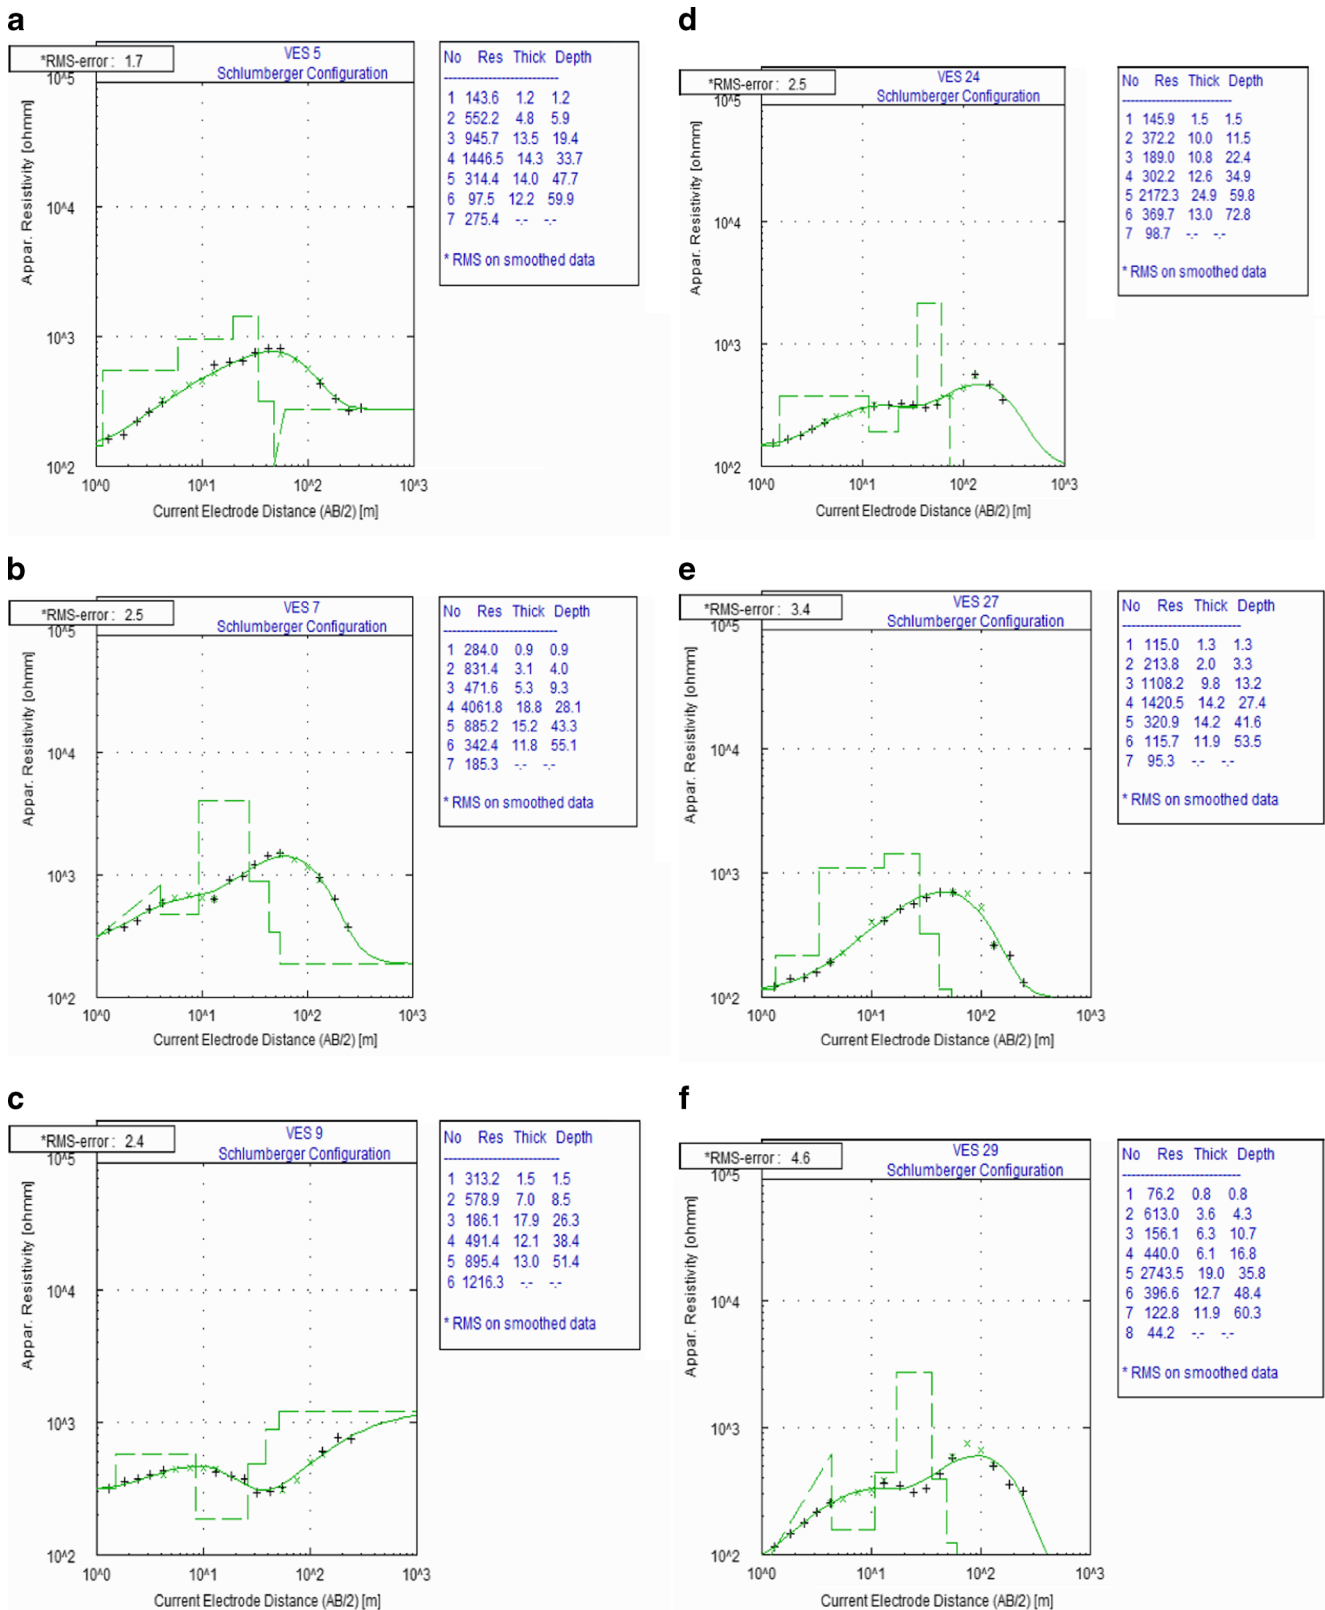 a
*RMS-error : 1.7
VES 5
Schlumberger Configuration
10^5
10^4
10^3
10^2
Appar. Resistivity [ohmm]
10^0 10^1 10^2 10^3
Current Electrode Distance (AB/2) [m]
No Res Thick Depth
1 143.6 1.2 1.2
2 552.2 4.8 5.9
3 945.7 13.5 19.4
4 1446.5 14.3 33.7
5 314.4 14.0 47.7
6 97.5 12.2 59.9
7 275.4 -.- -.-
* RMS on smoothed data
d
*RMS-error : 2.5
VES 24
Schlumberger Configuration
10^5
10^4
10^3
10^2
Appar. Resistivity [ohmm]
10^0 10^1 10^2 10^3
Current Electrode Distance (AB/2) [m]
No Res Thick Depth
1 145.9 1.5 1.5
2 372.2 10.0 11.5
3 189.0 10.8 22.4
4 302.2 12.6 34.9
5 2172.3 24.9 59.8
6 369.7 13.0 72.8
7 98.7 -.- -.-
* RMS on smoothed data
b
*RMS-error : 2.5
VES 7
Schlumberger Configuration
10^5
10^4
10^3
10^2
Appar. Resistivity [ohmm]
10^0 10^1 10^2 10^3
Current Electrode Distance (AB/2) [m]
No Res Thick Depth
1 284.0 0.9 0.9
2 831.4 3.1 4.0
3 471.6 5.3 9.3
4 4061.8 18.8 28.1
5 885.2 15.2 43.3
6 342.4 11.8 55.1
7 185.3 -.- -.-
* RMS on smoothed data
e
*RMS-error : 3.4
VES 27
Schlumberger Configuration
10^5
10^4
10^3
10^2
Appar. Resistivity [ohmm]
10^0 10^1 10^2 10^3
Current Electrode Distance (AB/2) [m]
No Res Thick Depth
1 115.0 1.3 1.3
2 213.8 2.0 3.3
3 1108.2 9.8 13.2
4 1420.5 14.2 27.4
5 320.9 14.2 41.6
6 115.7 11.9 53.5
7 95.3 -.- -.-
* RMS on smoothed data
c
*RMS-error : 2.4
VES 9
Schlumberger Configuration
10^5
10^4
10^3
10^2
Appar. Resistivity [ohmm]
10^0 10^1 10^2 10^3
Current Electrode Distance (AB/2) [m]
No Res Thick Depth
1 313.2 1.5 1.5
2 578.9 7.0 8.5
3 186.1 17.9 26.3
4 491.4 12.1 38.4
5 895.4 13.0 51.4
6 1216.3 -.- -.-
* RMS on smoothed data
f
*RMS-error : 4.6
VES 29
Schlumberger Configuration
10^5
10^4
10^3
10^2
Appar. Resistivity [ohmm]
10^0 10^1 10^2 10^3
Current Electrode Distance (AB/2) [m]
No Res Thick Depth
1 76.2 0.8 0.8
2 613.0 3.6 4.3
3 156.1 6.3 10.7
4 440.0 6.1 16.8
5 2743.5 19.0 35.8
6 396.6 12.7 48.4
7 122.8 11.9 60.3
8 44.2 -.- -.-
* RMS on smoothed data